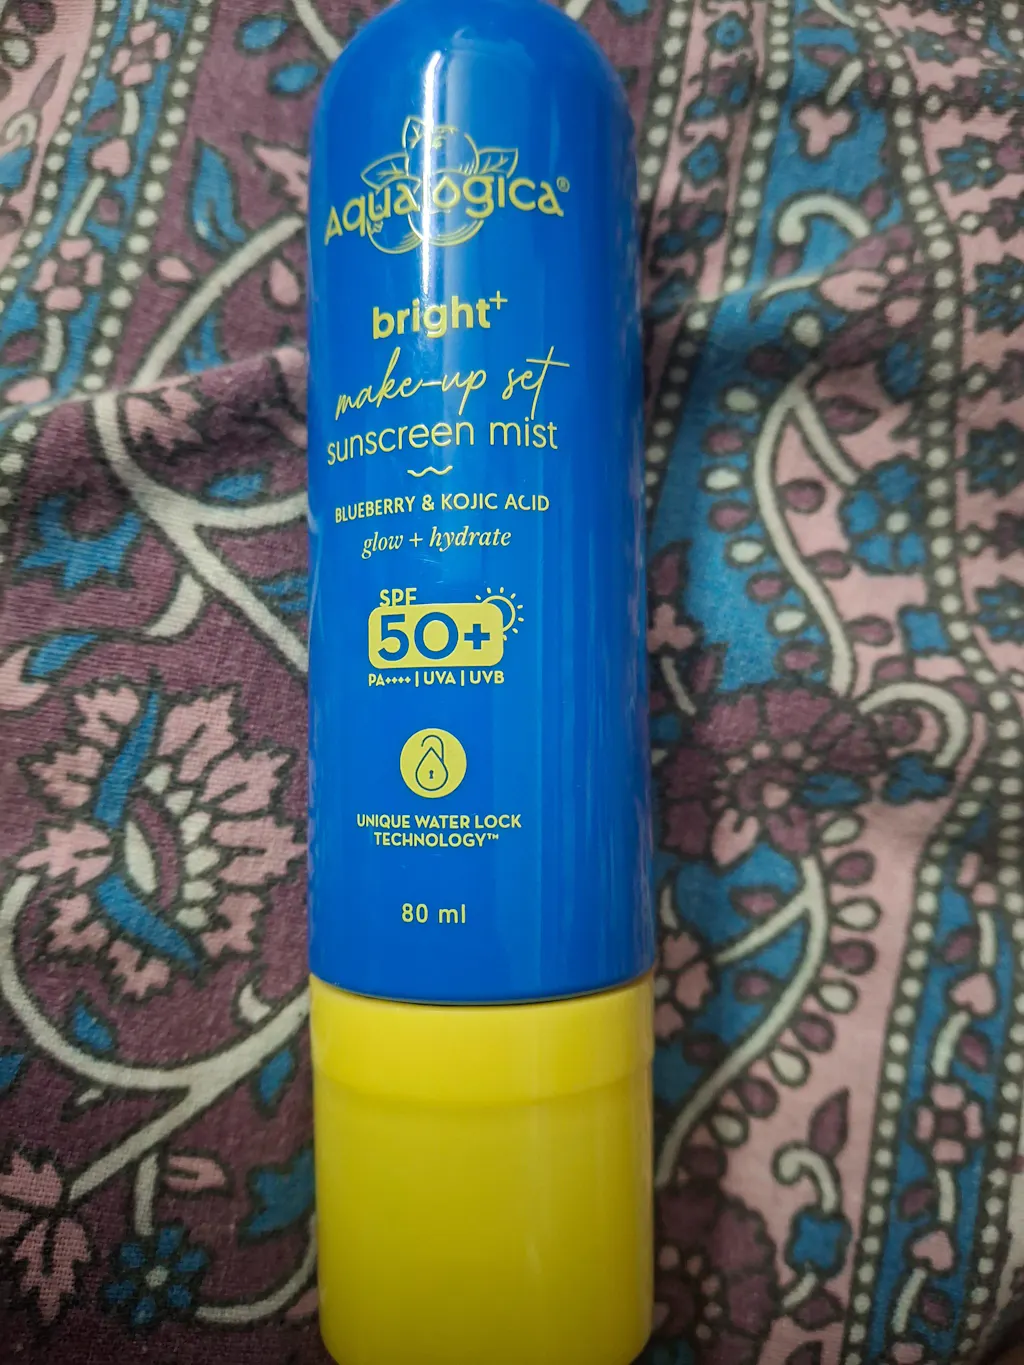 Aqualogica®
bright+
make-up set
sunscreen mist
BLUEBERRY & KOJIC ACID
glow + hydrate
SPF
50+
PA++++ | UVA | UVB
UNIQUE WATER LOCK
TECHNOLOGY™
80 ml